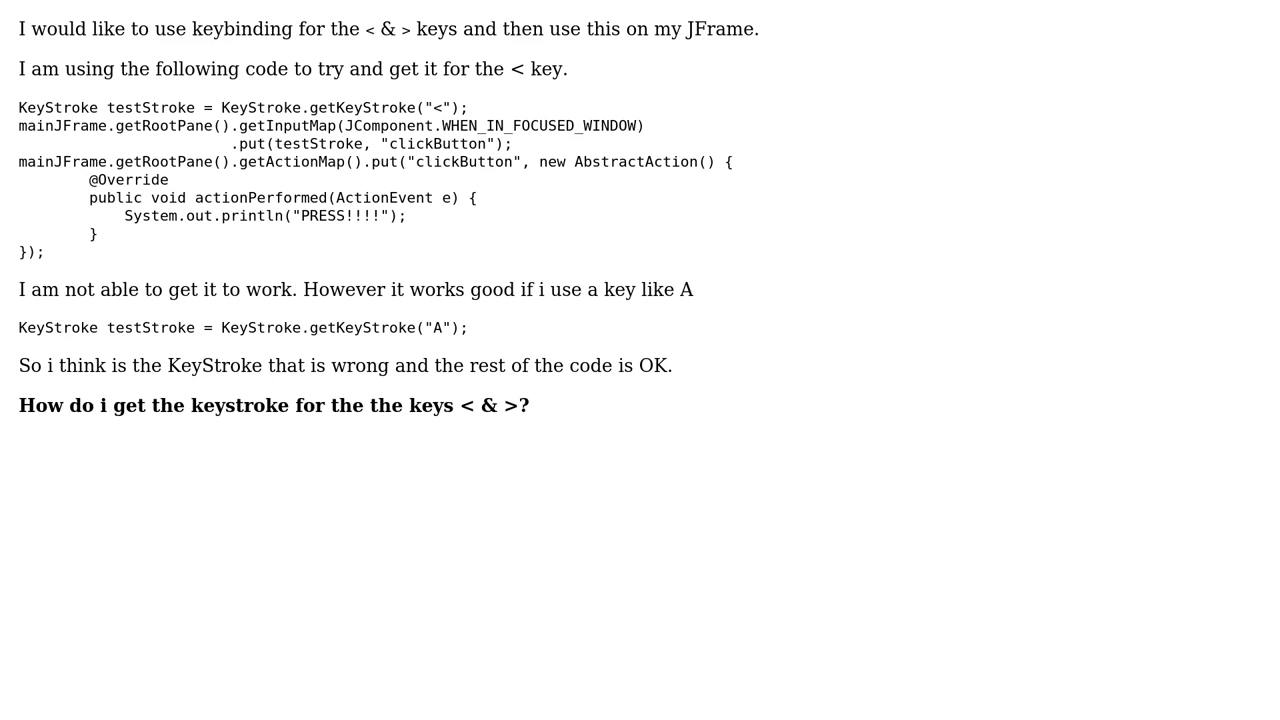 I would like to use keybinding for the < & > keys and then use this on my JFrame.
I am using the following code to try and get it for the < key.
KeyStroke testStroke = KeyStroke.getKeyStroke("<");
mainJFrame.getRootPane().getInputMap(JComponent.WHEN_IN_FOCUSED_WINDOW)
                        .put(testStroke, "clickButton");
mainJFrame.getRootPane().getActionMap().put("clickButton", new AbstractAction() {
        @Override
        public void actionPerformed(ActionEvent e) {
            System.out.println("PRESS!!!!");
        }
});
I am not able to get it to work. However it works good if i use a key like A
KeyStroke testStroke = KeyStroke.getKeyStroke("A");
So i think is the KeyStroke that is wrong and the rest of the code is OK.
How do i get the keystroke for the the keys < & >?